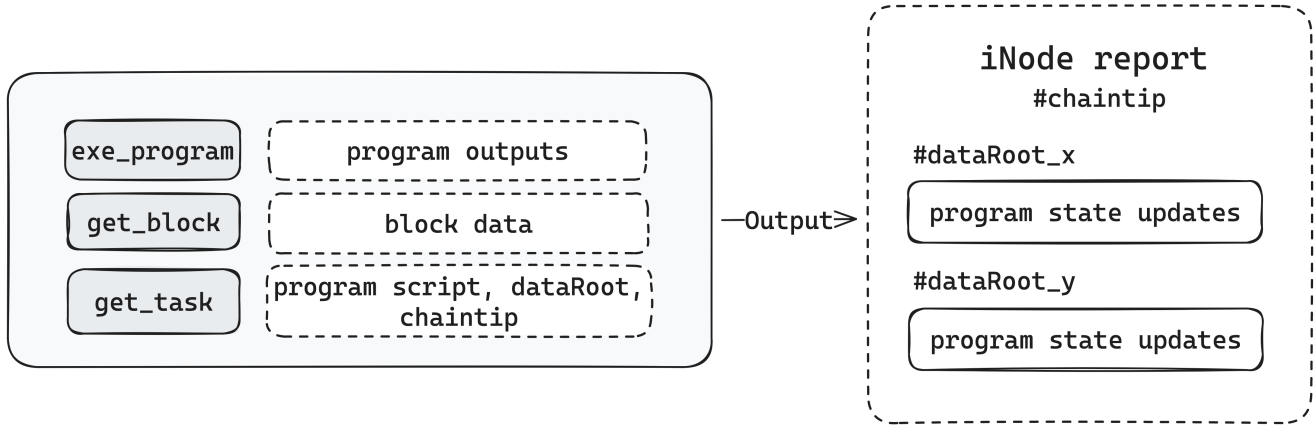 exe_program
program outputs
get_block
block data
get_task
program script, dataRoot,
chaintip
Output
iNode report
#chaintip
#dataRoot_x
program state updates
#dataRoot_y
program state updates